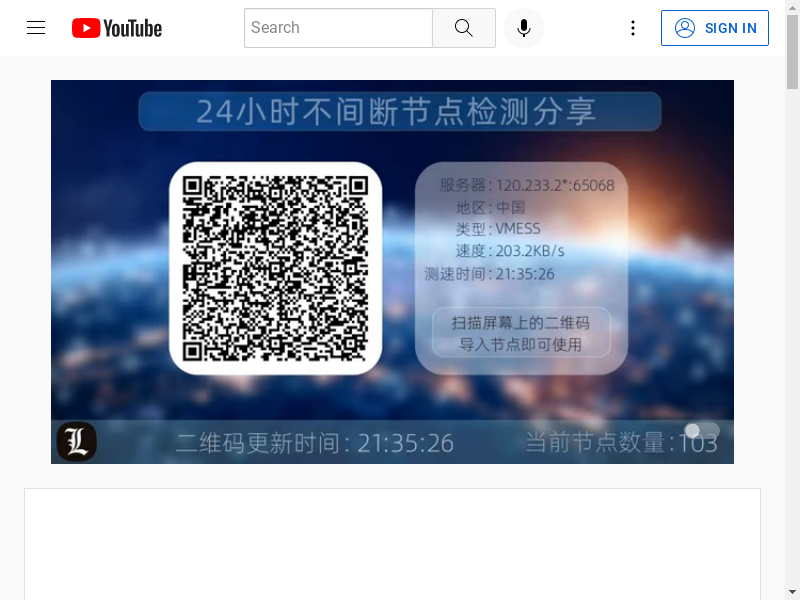 YouTube
Search
SIGN IN
24小时不间断节点检测分享
服务器: 120.233.2*:65068
地区: 中国
类型: VMESS
速度: 203.2KB/s
测速时间: 21:35:26
扫描屏幕上的二维码
导入节点即可使用
L
二维码更新时间: 21:35:26
当前节点数量:103